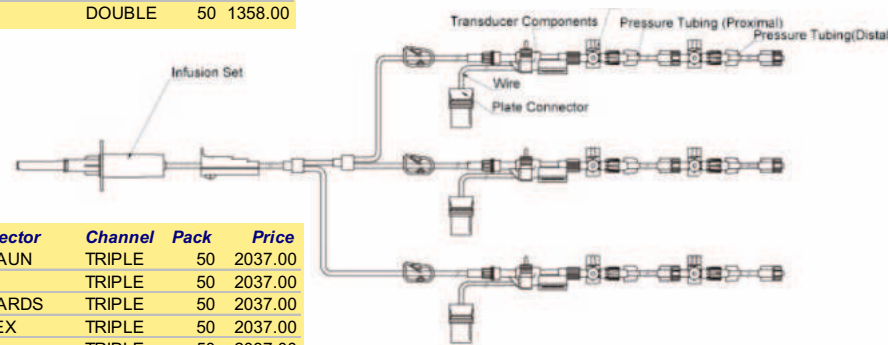 DOUBLE 50 1358.00
Transducer Components
Pressure Tubing (Proximal)
Pressure Tubing(Distal
Infusion Set
Wire
Plate Connector
Channel Pack Price
TRIPLE 50 2037.00
TRIPLE 50 2037.00
TRIPLE 50 2037.00
TRIPLE 50 2037.00